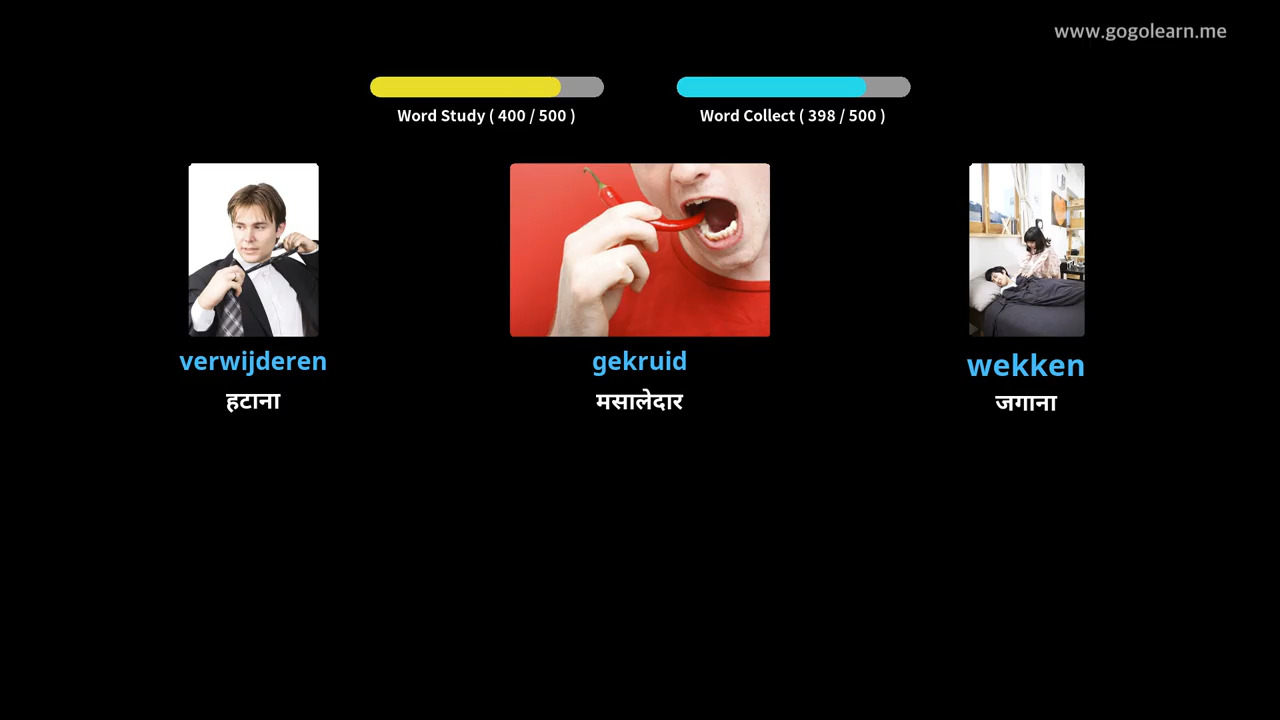 www.gogolearn.me
Word Study ( 400 / 500 )
Word Collect ( 398 / 500 )
verwijderen
हटाना
gekruid
मसालेदार
wekken
जगाना